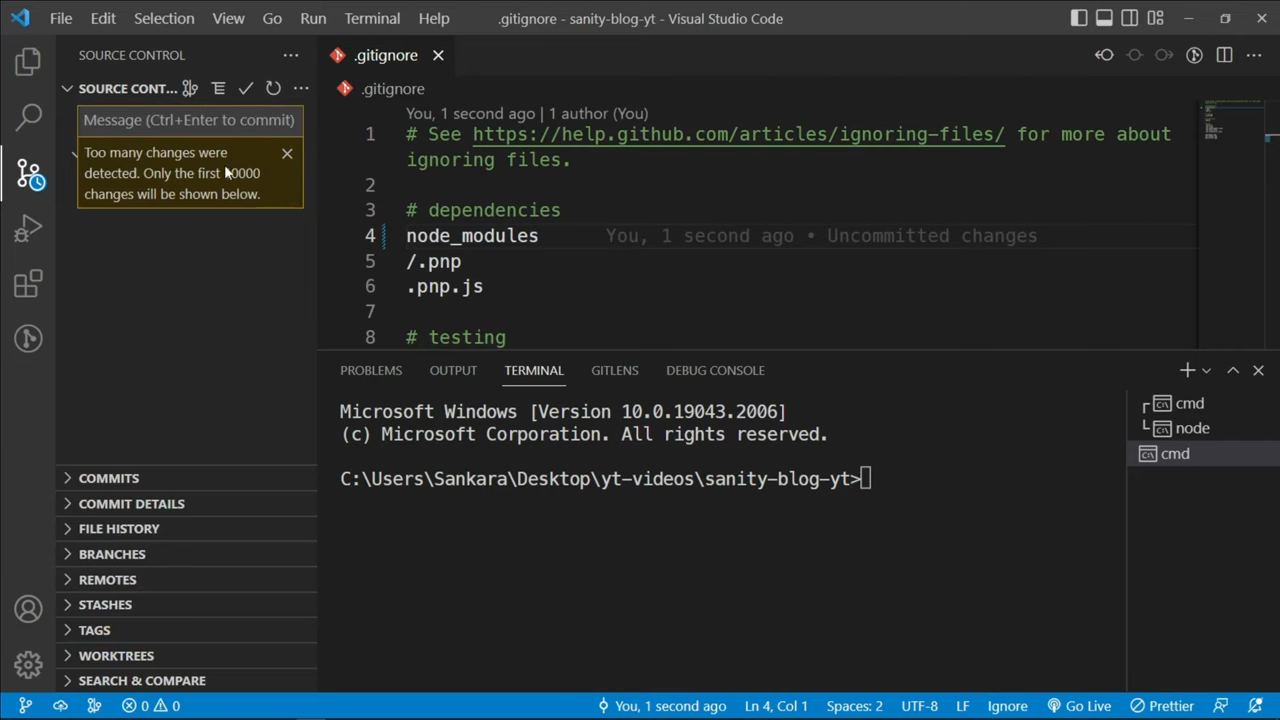 File Edit Selection View Go Run Terminal Help
.gitignore - sanity-blog-yt - Visual Studio Code
SOURCE CONTROL
SOURCE CONT...
Message (Ctrl+Enter to commit)
Too many changes were
detected. Only the first 10000
changes will be shown below.
COMMITS
COMMIT DETAILS
FILE HISTORY
BRANCHES
REMOTES
STASHES
TAGS
WORKTREES
SEARCH & COMPARE
.gitignore
.gitignore
You, 1 second ago | 1 author (You)
1 # See https://help.github.com/articles/ignoring-files/ for more about
ignoring files.
2
3 # dependencies
4 node_modules You, 1 second ago • Uncommitted changes
5 /.pnp
6 .pnp.js
7
8 # testing
PROBLEMS OUTPUT TERMINAL GITLENS DEBUG CONSOLE
Microsoft Windows [Version 10.0.19043.2006]
(c) Microsoft Corporation. All rights reserved.
C:\Users\Sankara\Desktop\yt-videos\sanity-blog-yt>
cmd
node
cmd
0 0 You, 1 second ago Ln 4, Col 1 Spaces: 2 UTF-8 LF Ignore Go Live Prettier